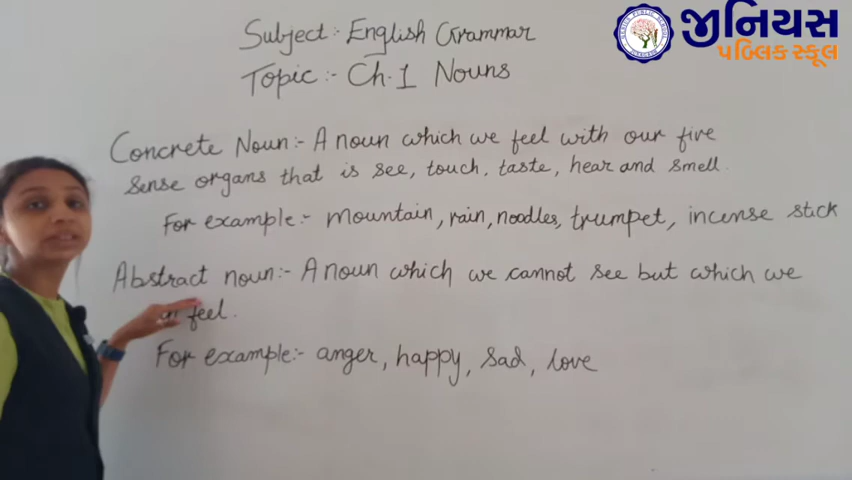 Subject:- English Grammar
જીનિયસ
પબ્લિક સ્કૂલ
Topic:- Ch.1 Nouns
Concrete Noun:- A noun which we feel with our five
sense organs that is see, touch, taste, hear and smell.
For example:- mountain, rain, noodles, trumpet, incense stick
Abstract noun:- A noun which we cannot see but which we
feel.
For example:- anger, happy, sad, love